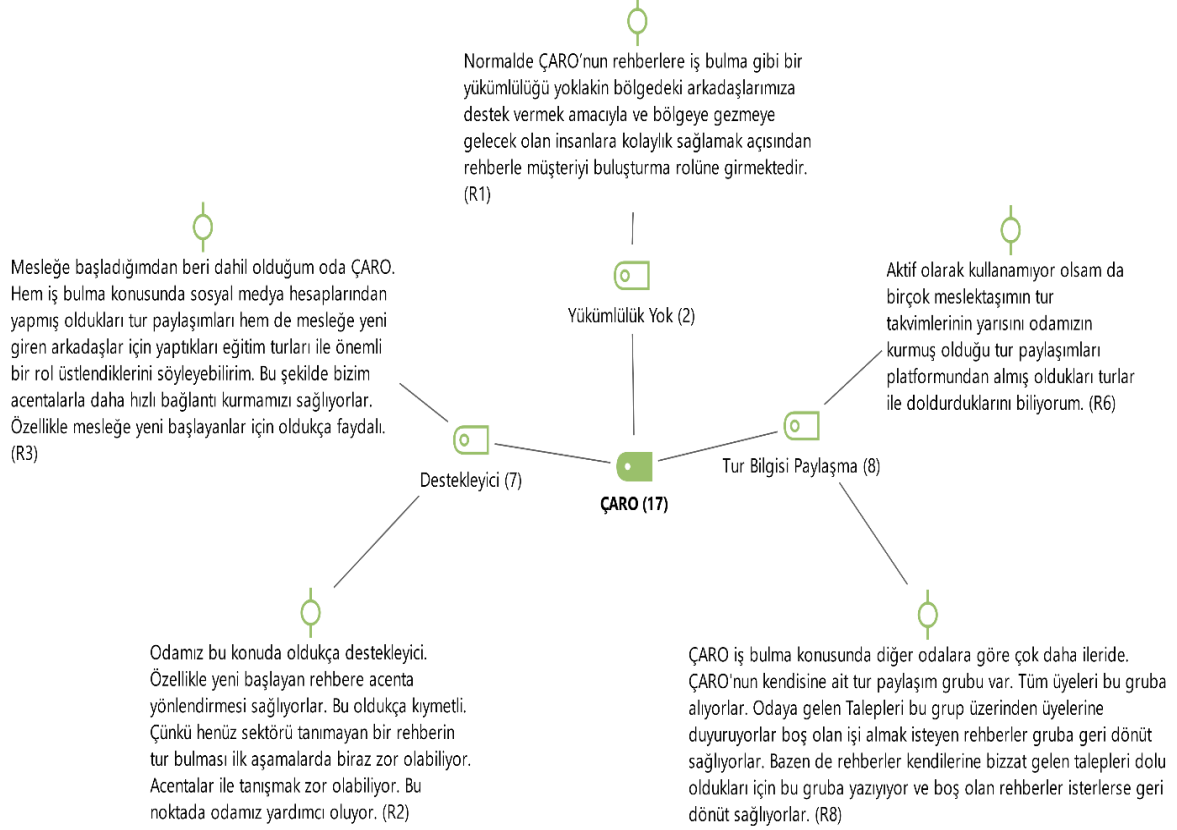 Normalde ÇARO'nun rehberlere iş bulma gibi bir
yükümlülüğü yoklakin bölgedeki arkadaşlarımıza
destek vermek amacıyla ve bölgeye gezmeye
gelecek olan insanlara kolaylık sağlamak açısından
rehberle müşteriyi buluşturma rolüne girmektedir.
(R1)
Mesleğe başladığımdan beri dahil olduğum oda ÇARO.
Hem iş bulma konusunda sosyal medya hesaplarından
yapmış oldukları tur paylaşımları hem de mesleğe yeni
giren arkadaşlar için yaptıkları eğitim turları ile önemli
bir rol üstlendiklerini söyleyebilirim. Bu şekilde bizim
acentalarla daha hızlı bağlantı kurmamızı sağlıyorlar.
Özellikle mesleğe yeni başlayanlar için oldukça faydalı.
(R3)
Yükümlülük Yok (2)
Aktif olarak kullanamıyor olsam da
birçok meslektaşımın tur
takvimlerinin yarısını odamızın
kurmuş olduğu tur paylaşımları
platformundan almış oldukları turlar
ile doldurduklarını biliyorum. (R6)
Destekleyici (7)
Tur Bilgisi Paylaşma (8)
ÇARO (17)
Odamız bu konuda oldukça destekleyici.
Özellikle yeni başlayan rehbere acenta
yönlendirmesi sağlıyorlar. Bu oldukça kıymetli.
Çünkü henüz sektörü tanımayan bir rehberin
tur bulması ilk aşamalarda biraz zor olabiliyor.
Acentalar ile tanışmak zor olabiliyor. Bu
noktada odamız yardımcı oluyor. (R2)
ÇARO iş bulma konusunda diğer odalara göre çok daha ileride.
ÇARO'nun kendisine ait tur paylaşım grubu var. Tüm üyeleri bu gruba
alıyorlar. Odaya gelen Talepleri bu grup üzerinden üyelerine
duyuruyorlar boş olan işi almak isteyen rehberler gruba geri dönüt
sağlıyorlar. Bazen de rehberler kendilerine bizzat gelen talepleri dolu
oldukları için bu gruba yazıyıyor ve boş olan rehberler isterlerse geri
dönüt sağlıyorlar. (R8)